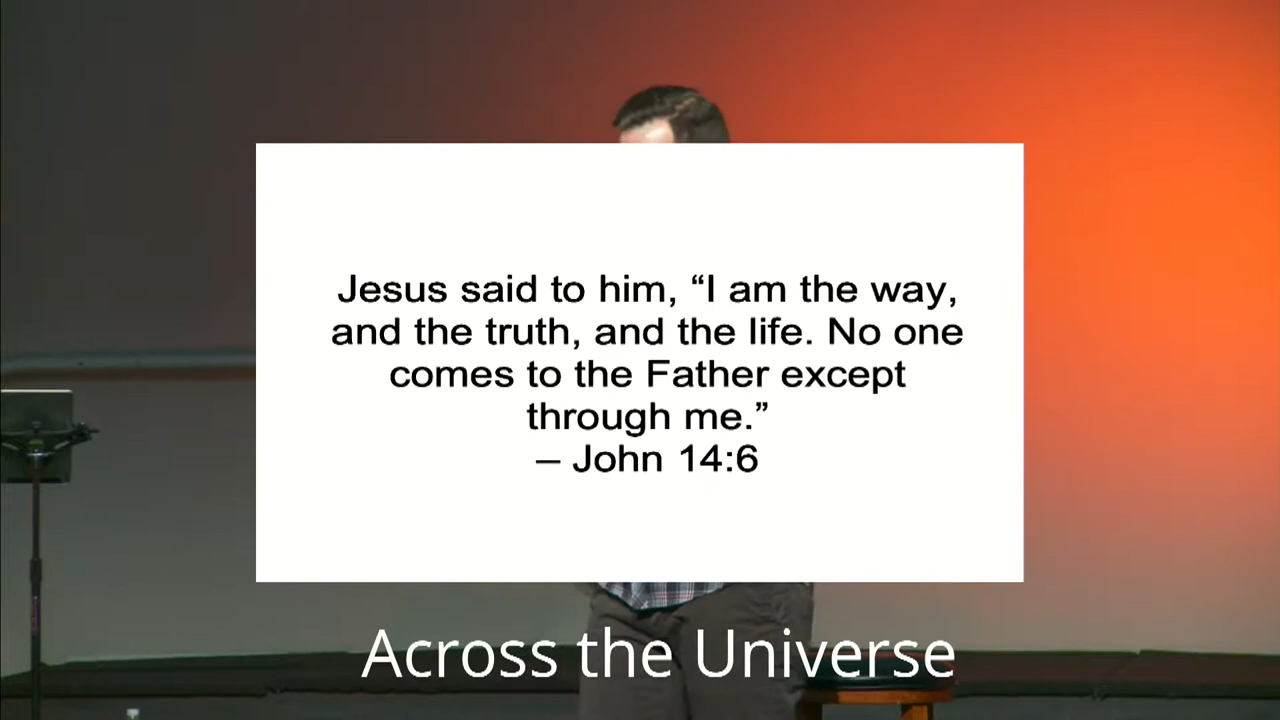 Jesus said to him, “I am the way,
and the truth, and the life. No one
comes to the Father except
through me.”
– John 14:6
Across the Universe